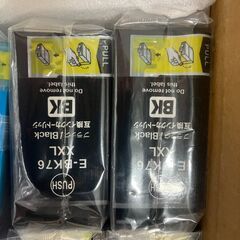 PULL
Do not remove
this label.
BK
互換インクカートリッジ
ブラック/Black
XXL
E-BK76
PUSH
PULL
Do not remove
this label.
BK
互換インクカートリッジ
ブラック/Black
XXL
E-BK76
PUSH